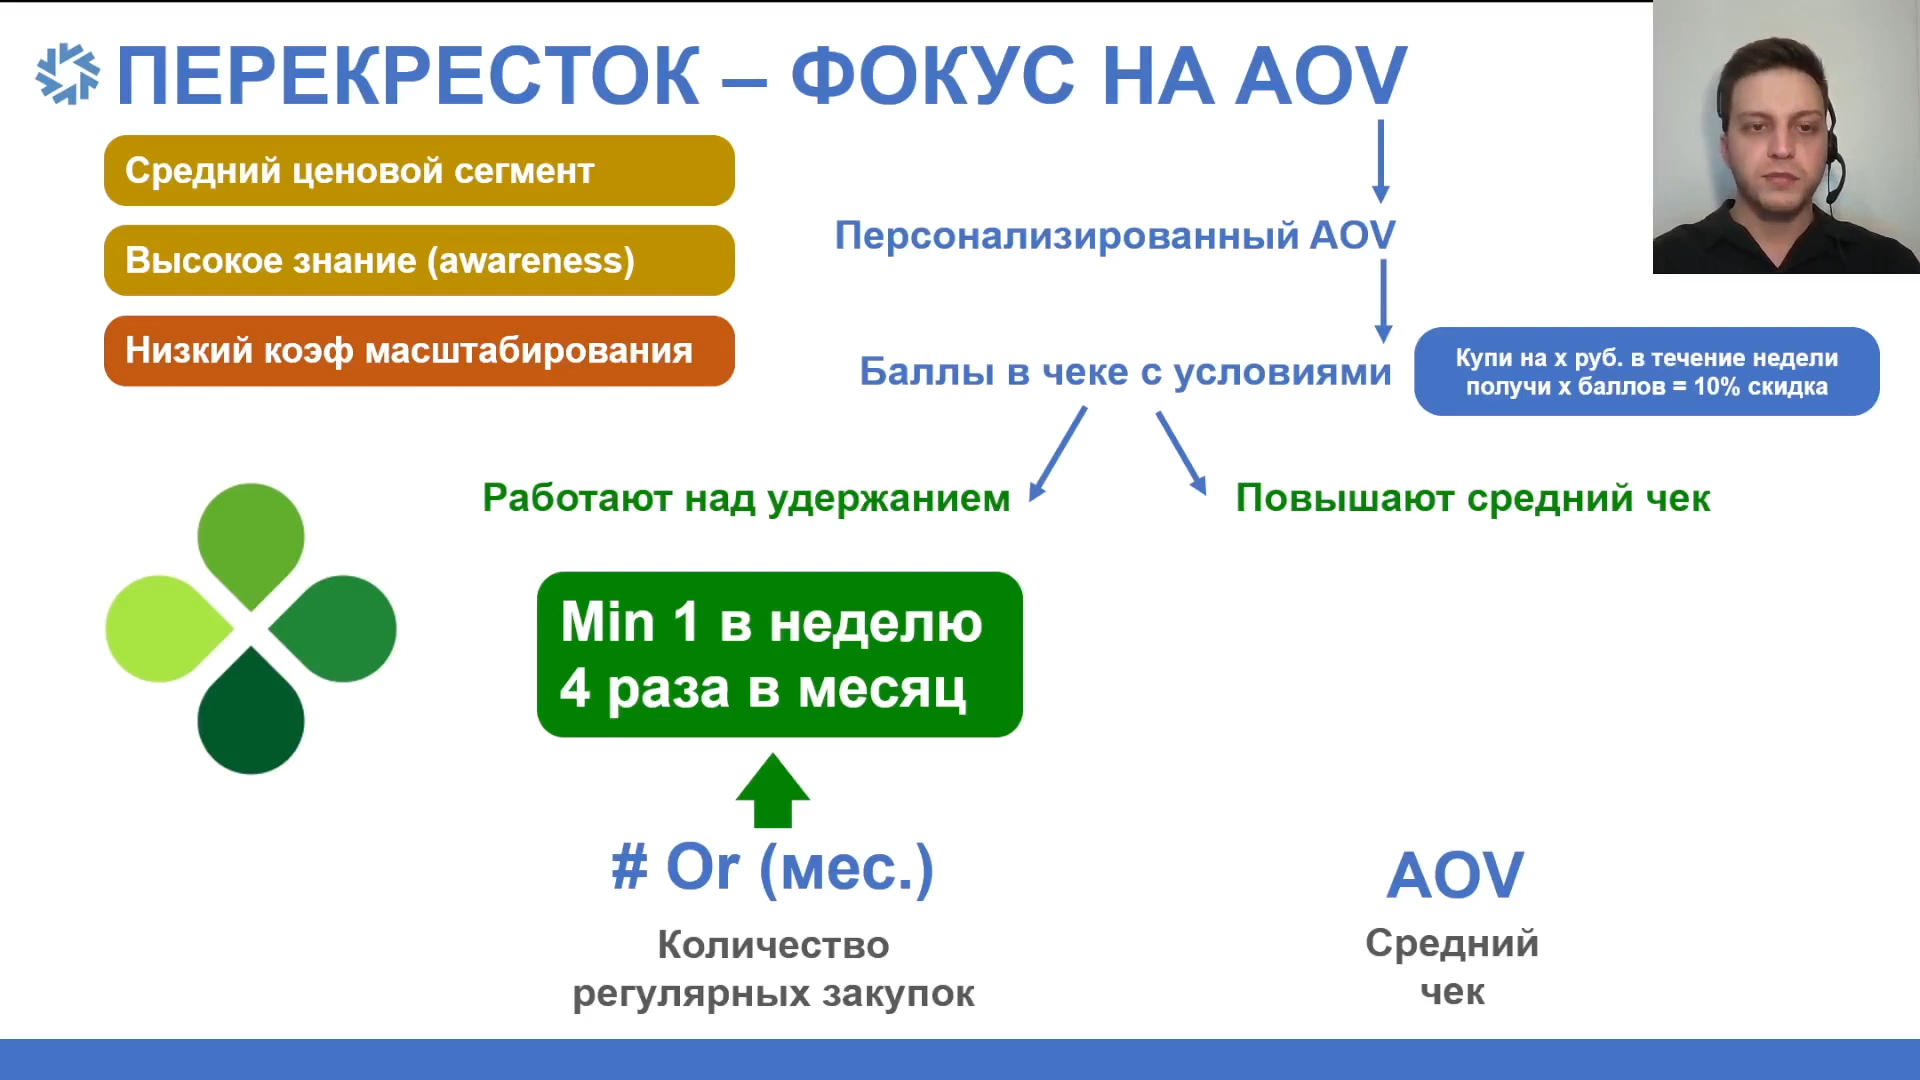 ПЕРЕКРЕСТОК – ФОКУС НА AOV
Средний ценовой сегмент
Высокое знание (awareness)
Низкий коэф масштабирования
Персонализированный AOV
Баллы в чеке с условиями
Купи на х руб. в течение недели
получи х баллов = 10% скидка
Работают над удержанием
Повышают средний чек
Min 1 в неделю
4 раза в месяц
# Or (мес.)
Количество
регулярных закупок
AOV
Средний
чек